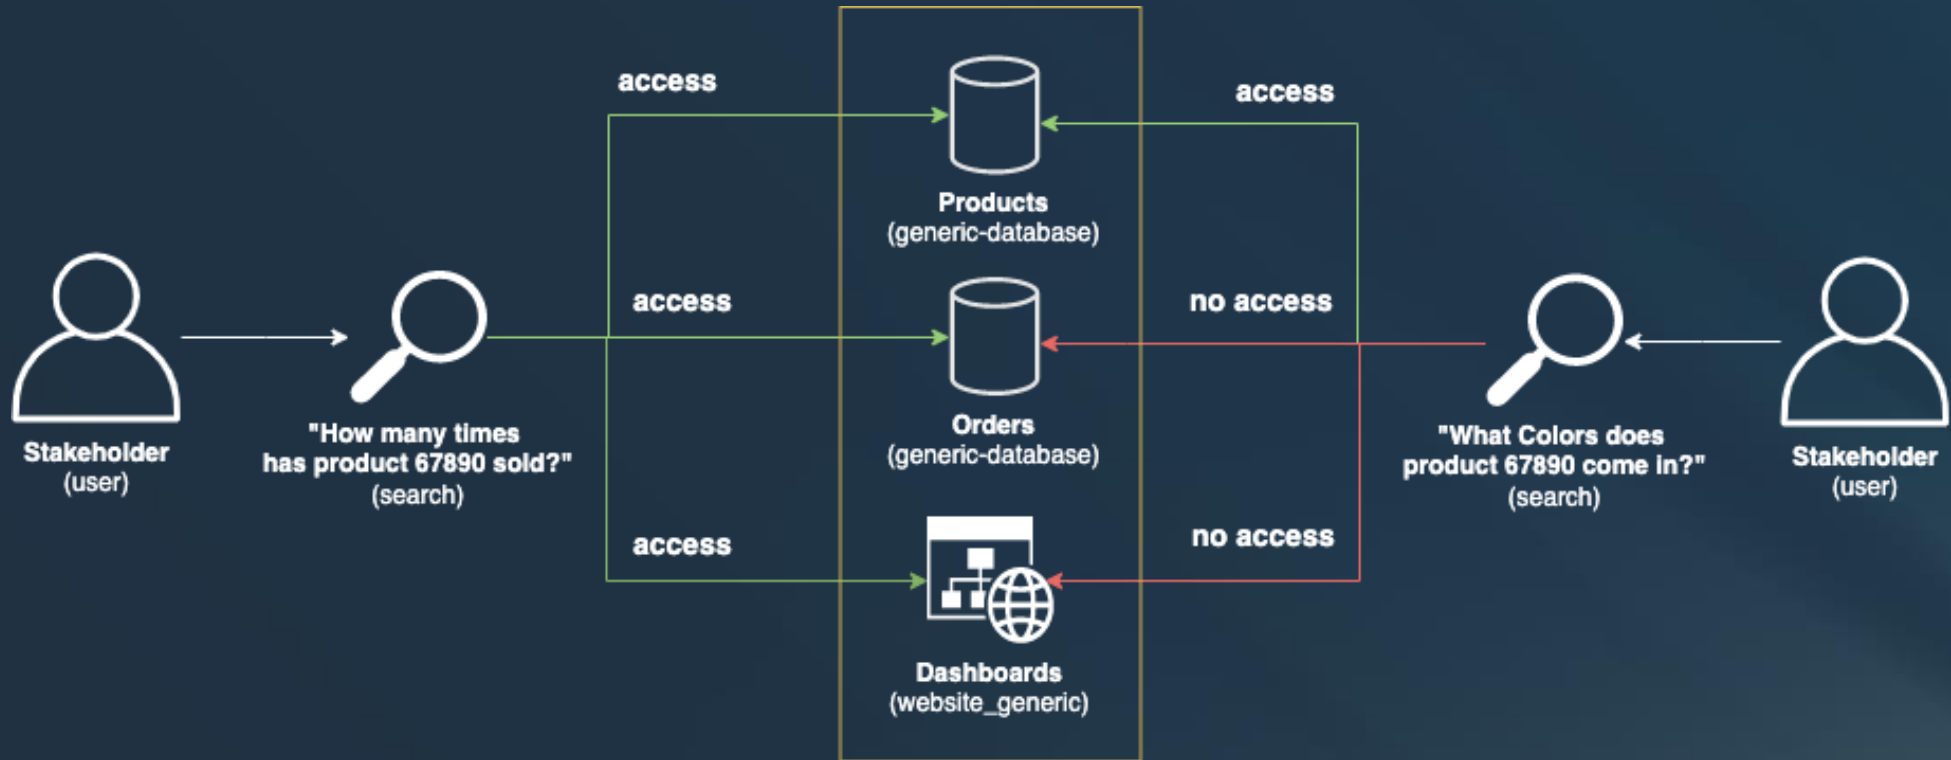 access
access
Products
(generic-database)
access
no access
Stakeholder
(user)
"How many times
has product 67890 sold?"
(search)
Orders
(generic-database)
"What Colors does
product 67890 come in?"
(search)
Stakeholder
(user)
access
no access
Dashboards
(website_generic)